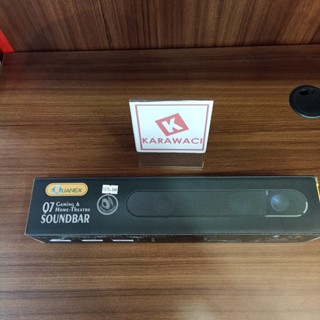 K
KARAWACI
QUANEX
Q7 GAMING &
HOME-THEATRE
SOUNDBAR